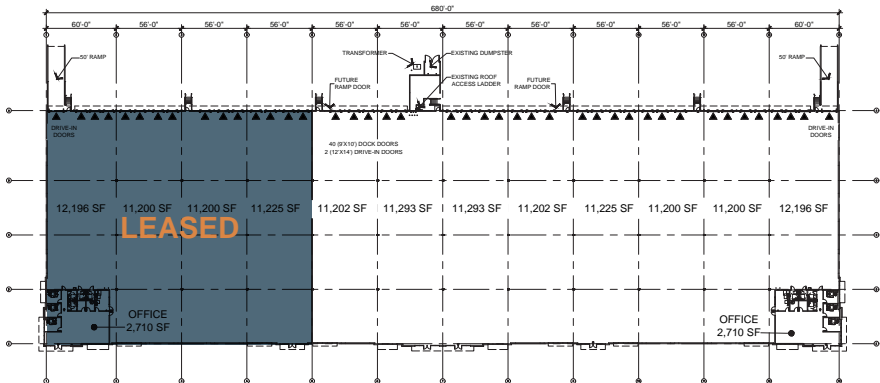 680'-0"
60'-0" 56'-0" 56'-0" 56'-0" 56'-0" 56'-0" 56'-0" 56'-0" 56'-0" 56'-0" 56'-0" 60'-0"
50' RAMP
TRANSFORMER
EXISTING DUMPSTER
50' RAMP
FUTURE
RAMP DOOR
EXISTING ROOF
ACCESS LADDER
FUTURE
RAMP DOOR
DRIVE-IN
DOORS
40 (9'X10') DOCK DOORS
2 (12'X14') DRIVE-IN DOORS
DRIVE-IN
DOORS
12,196 SF 11,200 SF 11,200 SF 11,225 SF 11,202 SF 11,293 SF 11,293 SF 11,202 SF 11,225 SF 11,200 SF 11,200 SF 12,196 SF
LEASED
OFFICE
2,710 SF
OFFICE
2,710 SF